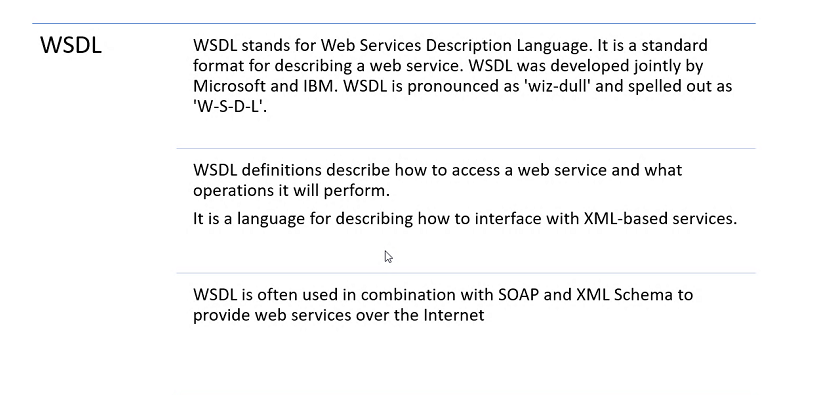 WSDL
WSDL stands for Web Services Description Language. It is a standard
format for describing a web service. WSDL was developed jointly by
Microsoft and IBM. WSDL is pronounced as 'wiz-dull' and spelled out as
'W-S-D-L'.
WSDL definitions describe how to access a web service and what
operations it will perform.
It is a language for describing how to interface with XML-based services.
WSDL is often used in combination with SOAP and XML Schema to
provide web services over the Internet